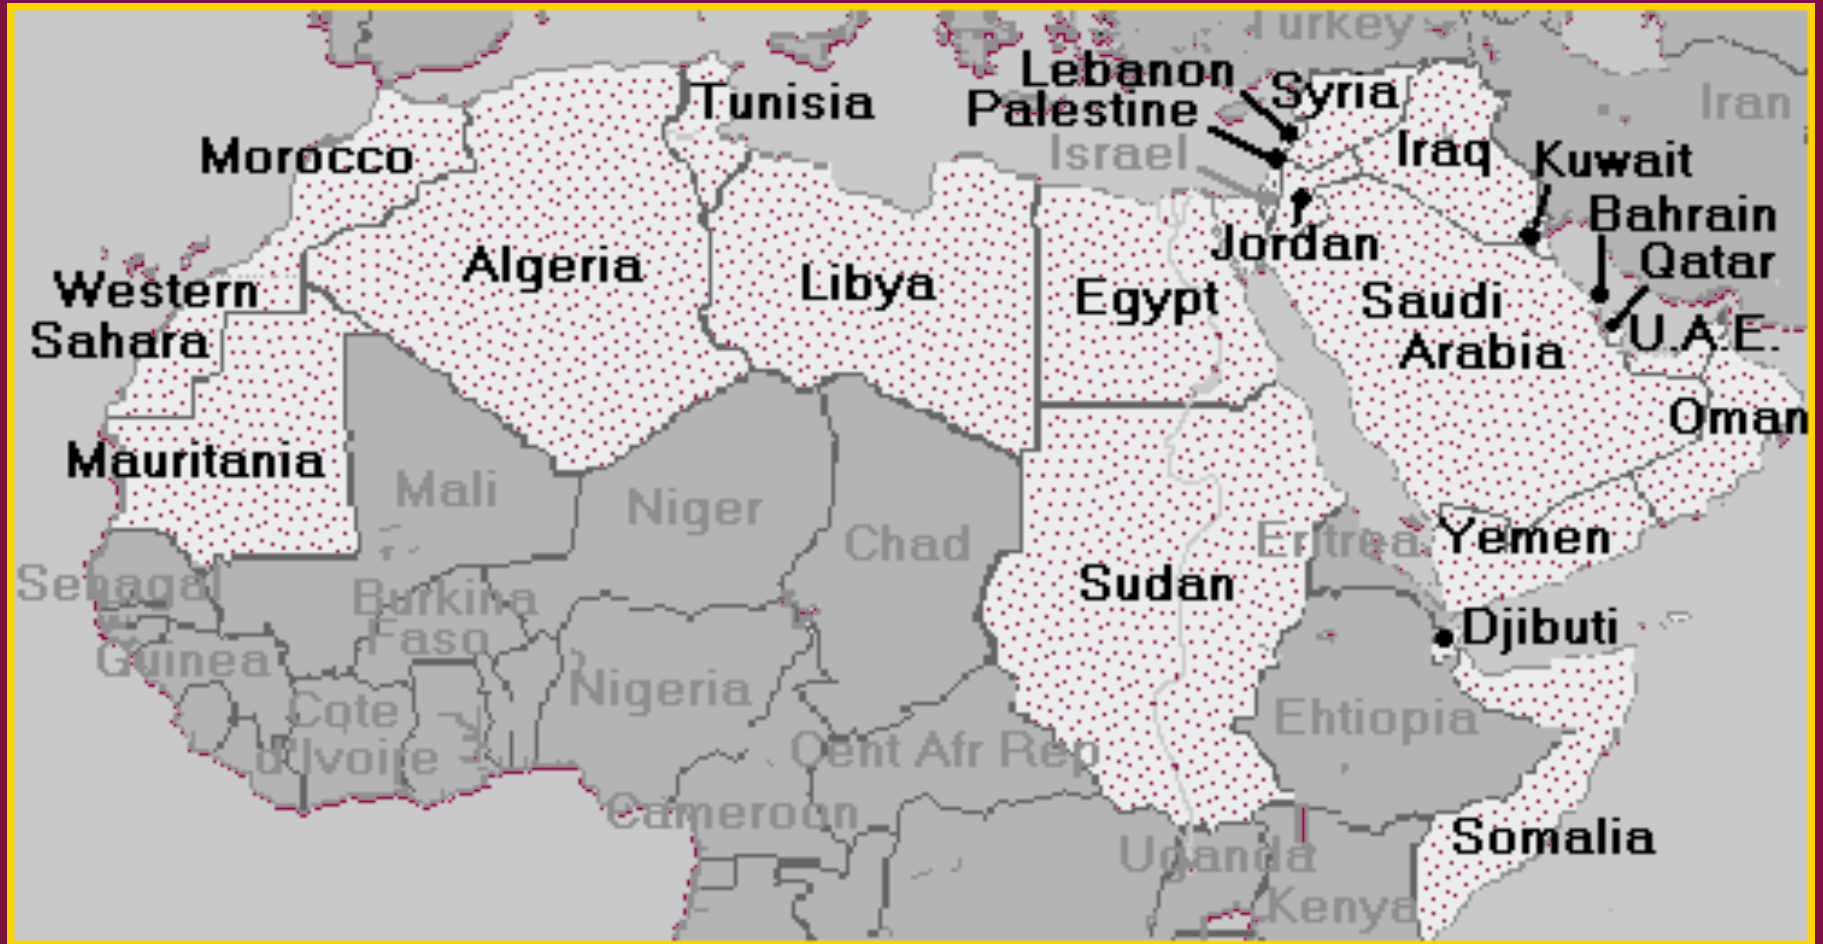 Turkey
Lebanon
Syria
Iran
Tunisia
Palestine
Morocco
Israel
Iraq
Kuwait
Bahrain
Jordan
Qatar
Algeria
Libya
Egypt
Western
Sahara
Saudi
Arabia
U.A.E.
Oman
Mauritania
Mali
Niger
Chad
Eritrea
Yemen
Senagal
Burkina
Faso
Sudan
Djibuti
Guinea
Nigeria
Cote
d'Ivoire
Ehtiopia
Cent Afr Rep
Cameroon
Uganda
Somalia
Kenya